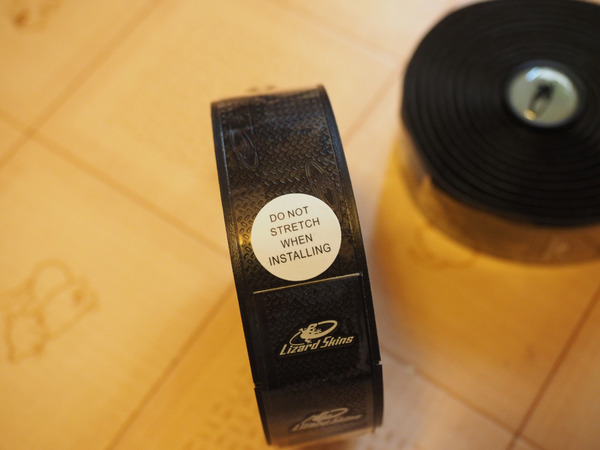 DO NOT
STRETCH
WHEN
INSTALLING
Lizard Skins